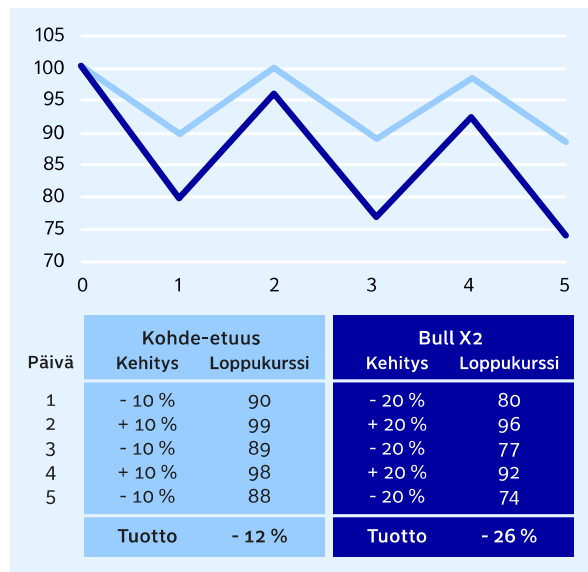 105
100
95
90
85
80
75
70
0 1 2 3 4 5
Kohde-etuus Bull X2
Päivä Kehitys Loppukurssi Kehitys Loppukurssi
1 - 10 % 90 - 20 % 80
2 + 10 % 99 + 20 % 96
3 - 10 % 89 - 20 % 77
4 + 10 % 98 + 20 % 92
5 - 10 % 88 - 20 % 74
Tuotto - 12 % Tuotto - 26 %